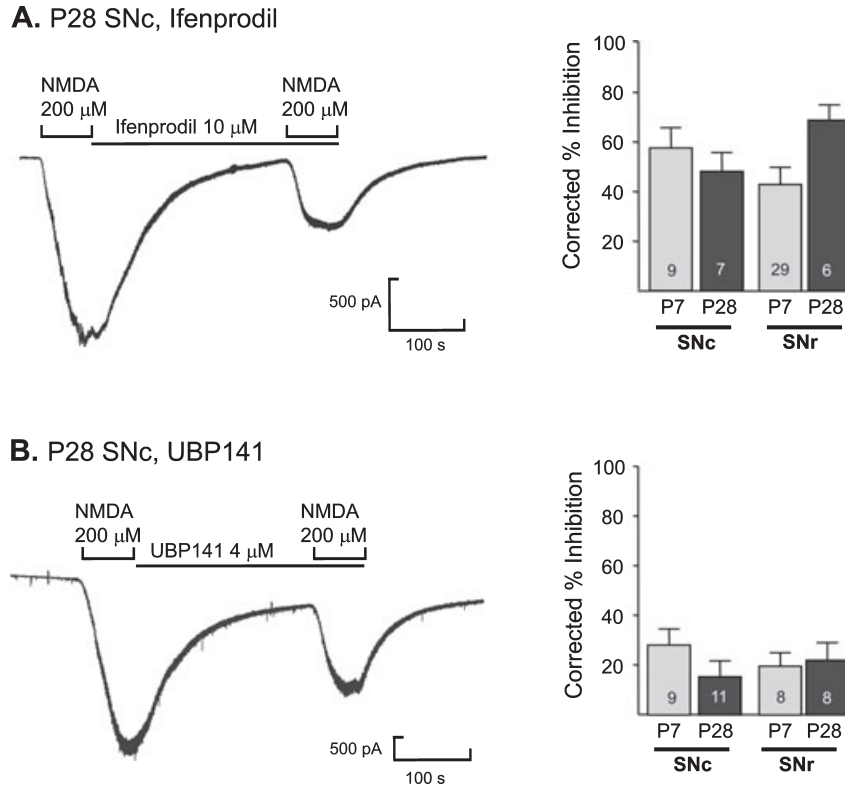 A. P28 SNc, Ifenprodil
NMDA
200 μM
Ifenprodil 10 μM
NMDA
200 μM
500 pA
100 s
Corrected % Inhibition
100
80
60
40
20
9
7
29
6
P7 P28 P7 P28
SNc SNr
B. P28 SNc, UBP141
NMDA
200 μM
UBP141 4 μM
NMDA
200 μM
500 pA
100 s
Corrected % Inhibition
100
80
60
40
20
9
11
8
8
P7 P28 P7 P28
SNc SNr